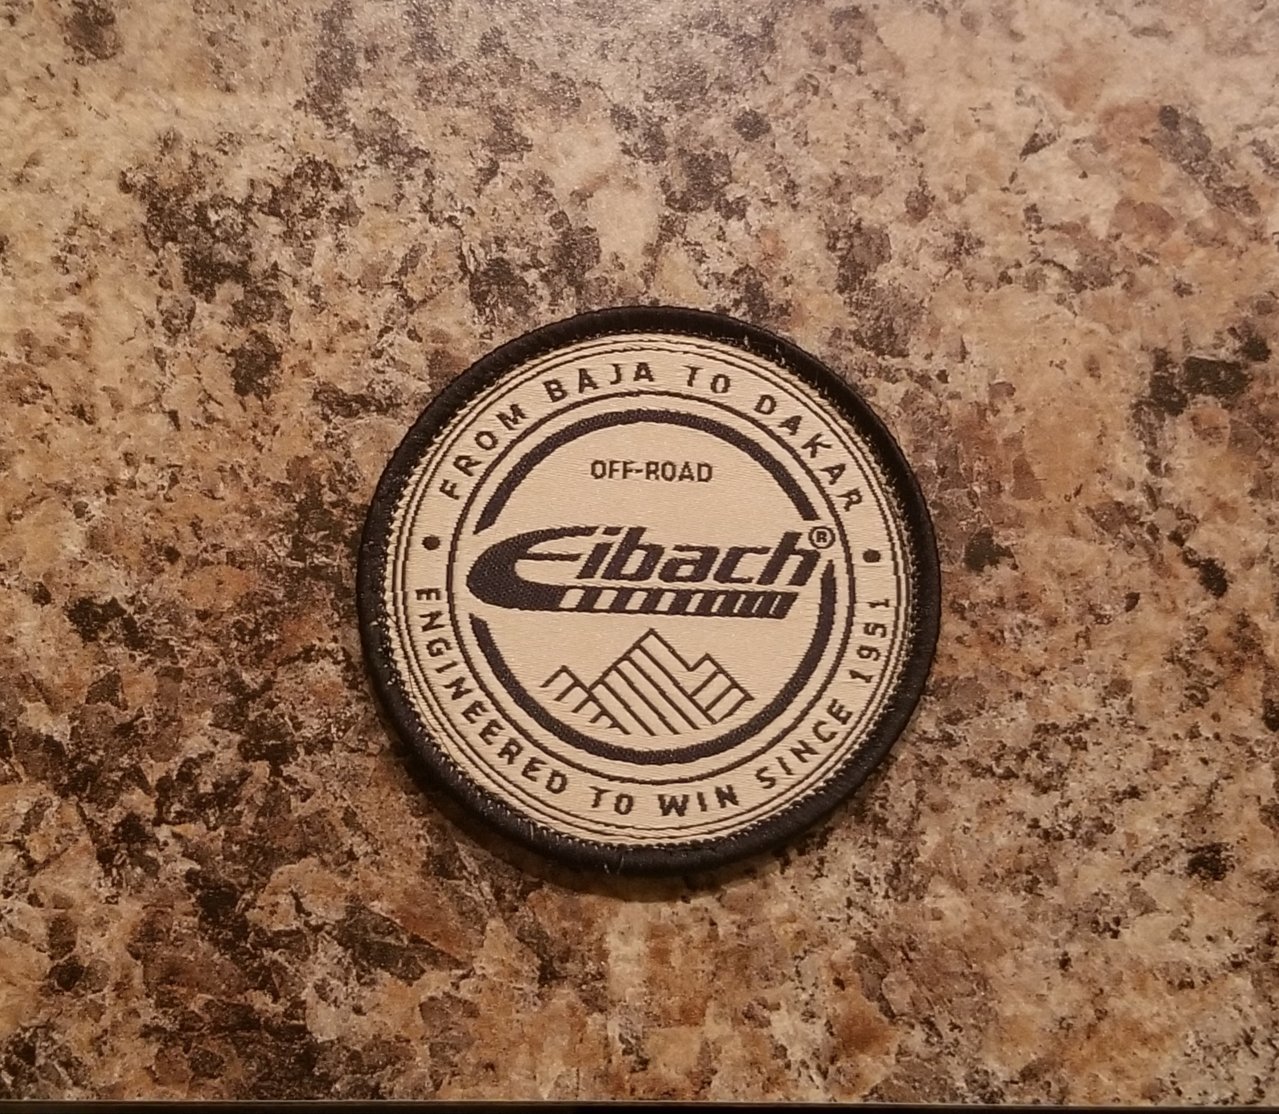 FROM BAJA TO DAKAR
OFF-ROAD
Eibach®
ENGINEERED TO WIN SINCE 1951